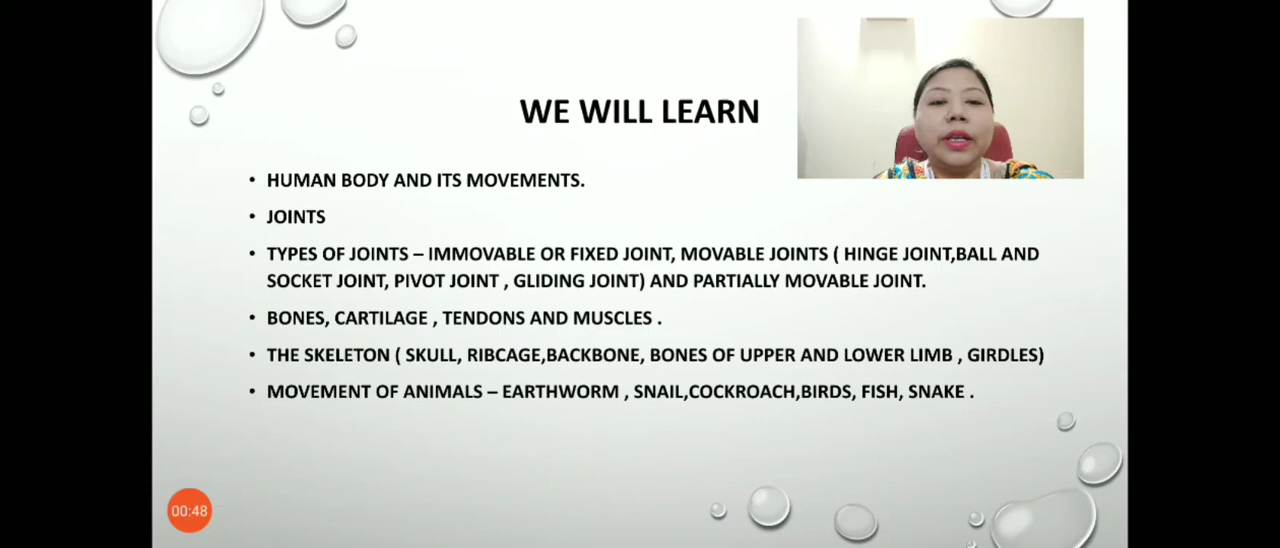 WE WILL LEARN
• HUMAN BODY AND ITS MOVEMENTS.
• JOINTS
• TYPES OF JOINTS – IMMOVABLE OR FIXED JOINT, MOVABLE JOINTS ( HINGE JOINT,BALL AND
SOCKET JOINT, PIVOT JOINT , GLIDING JOINT) AND PARTIALLY MOVABLE JOINT.
• BONES, CARTILAGE , TENDONS AND MUSCLES .
• THE SKELETON ( SKULL, RIBCAGE,BACKBONE, BONES OF UPPER AND LOWER LIMB , GIRDLES)
• MOVEMENT OF ANIMALS – EARTHWORM , SNAIL,COCKROACH,BIRDS, FISH, SNAKE .
00:48